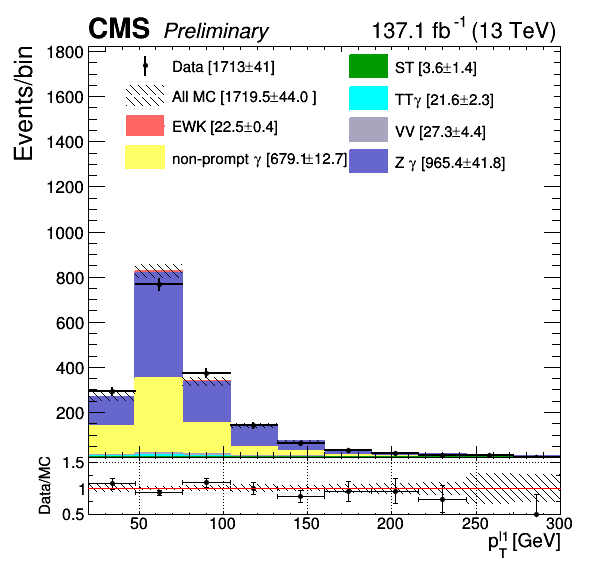 CMS Preliminary 137.1 fb⁻¹ (13 TeV)
Events/bin
1800
1600
1400
1200
1000
800
600
400
200
Data [1713±41]
All MC [1719.5±44.0 ]
EWK [22.5±0.4]
non-prompt γ [679.1±12.7]
ST [3.6±1.4]
TTγ [21.6±2.3]
VV [27.3±4.4]
Z γ [965.4±41.8]
Data/MC
1.5
1
0.5
50 100 150 200 250 300
p_T^l1 [GeV]